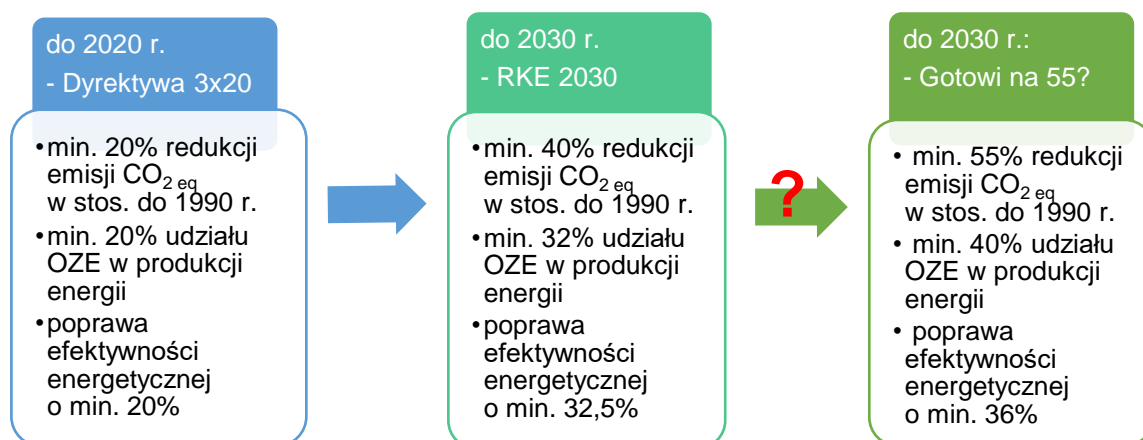 do 2020 r.
- Dyrektywa 3x20
•min. 20% redukcji
emisji CO2 eq
w stos. do 1990 r.
•min. 20% udziału
OZE w produkcji
energii
•poprawa
efektywności
energetycznej
o min. 20%
do 2030 r.
- RKE 2030
•min. 40% redukcji
emisji CO2 eq
w stos. do 1990 r.
•min. 32% udziału
OZE w produkcji
energii
•poprawa
efektywności
energetycznej
o min. 32,5%
?
do 2030 r.:
- Gotowi na 55?
• min. 55% redukcji
emisji CO2 eq
w stos. do 1990 r.
• min. 40% udziału
OZE w produkcji
energii
• poprawa
efektywności
energetycznej
o min. 36%